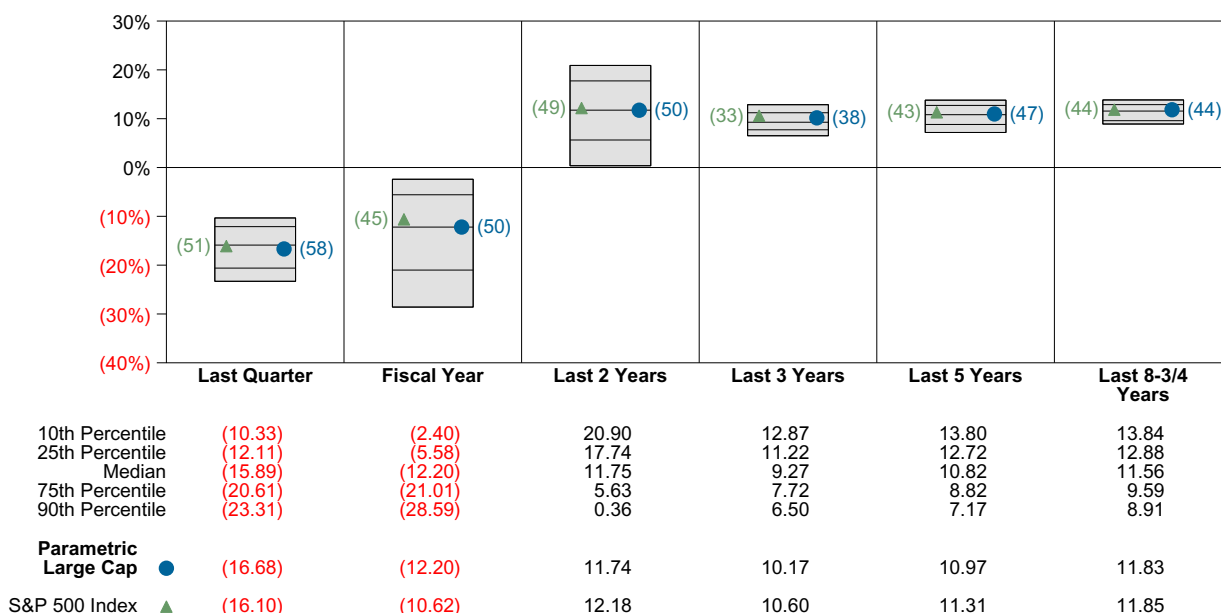 30%
20%
10%
0%
(10%)
(20%)
(30%)
(40%)
(51) (58)
(45) (50)
(49) (50)
(33) (38)
(43) (47)
(44) (44)
Last Quarter Fiscal Year Last 2 Years Last 3 Years Last 5 Years Last 8-3/4
Years
10th Percentile (10.33) (2.40) 20.90 12.87 13.80 13.84
25th Percentile (12.11) (5.58) 17.74 11.22 12.72 12.88
Median (15.89) (12.20) 11.75 9.27 10.82 11.56
75th Percentile (20.61) (21.01) 5.63 7.72 8.82 9.59
90th Percentile (23.31) (28.59) 0.36 6.50 7.17 8.91
Parametric
Large Cap (16.68) (12.20) 11.74 10.17 10.97 11.83
S&P 500 Index (16.10) (10.62) 12.18 10.60 11.31 11.85